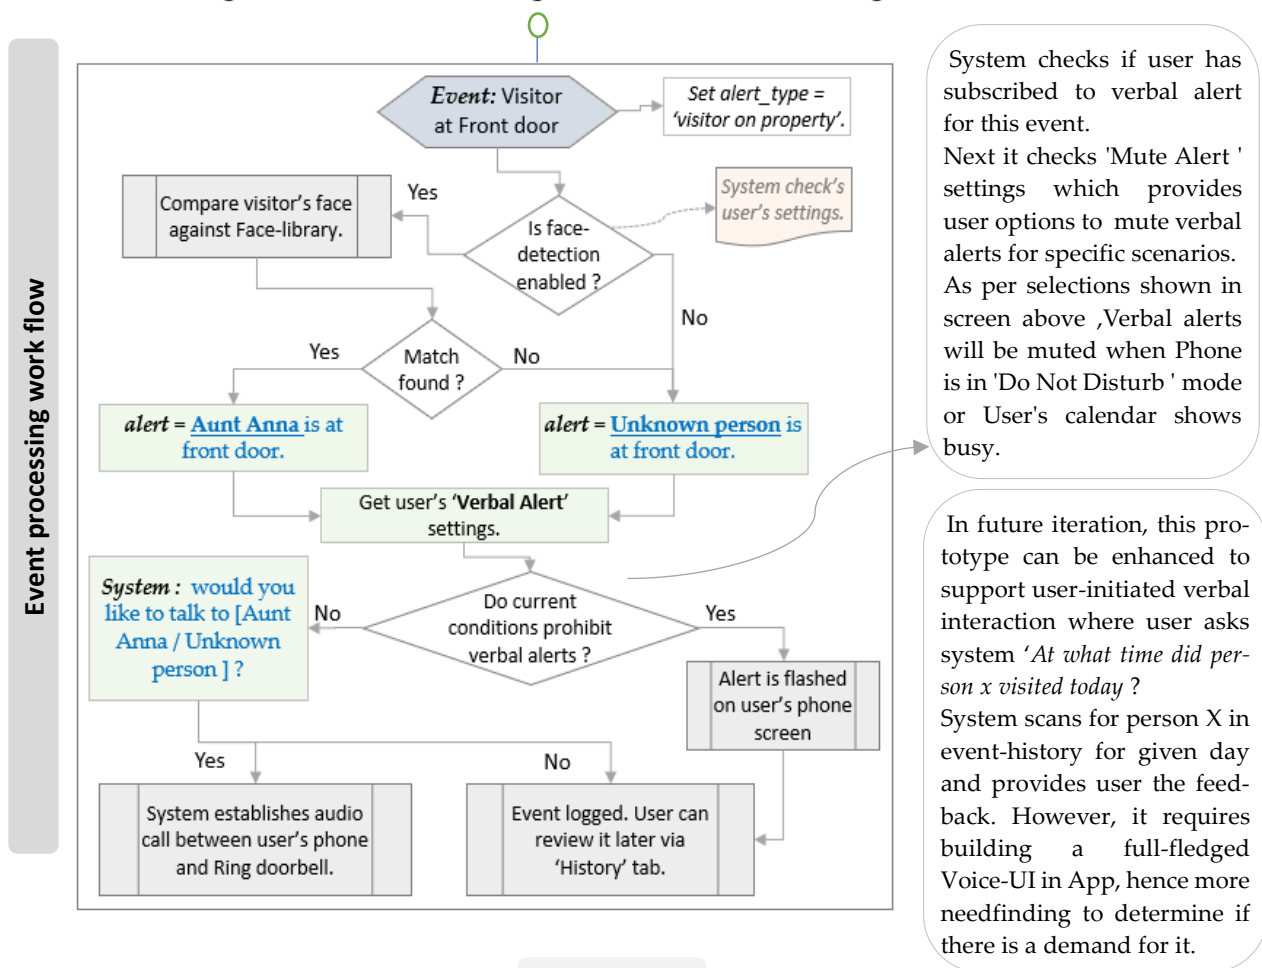 Event processing work flow
Event: Visitor
at Front door
Set alert_type =
‘visitor on property’.
System check’s
user’s settings.
Is face-
detection
enabled ?
Yes
No
Compare visitor’s face
against Face-library.
Match
found ?
Yes
No
alert = Aunt Anna is at
front door.
alert = Unknown person is
at front door.
Get user’s ‘Verbal Alert’
settings.
Do current
conditions prohibit
verbal alerts ?
No
Yes
System : would you
like to talk to [Aunt
Anna / Unknown
person ] ?
Alert is flashed
on user’s phone
screen
Yes
No
System establishes audio
call between user’s phone
and Ring doorbell.
Event logged. User can
review it later via
‘History’ tab.
System checks if user has
subscribed to verbal alert
for this event.
Next it checks 'Mute Alert '
settings which provides
user options to mute verbal
alerts for specific scenarios.
As per selections shown in
screen above ,Verbal alerts
will be muted when Phone
is in 'Do Not Disturb ' mode
or User's calendar shows
busy.
In future iteration, this pro-
totype can be enhanced to
support user-initiated verbal
interaction where user asks
system ‘At what time did per-
son x visited today ?
System scans for person X in
event-history for given day
and provides user the feed-
back. However, it requires
building a full-fledged
Voice-UI in App, hence more
needfinding to determine if
there is a demand for it.